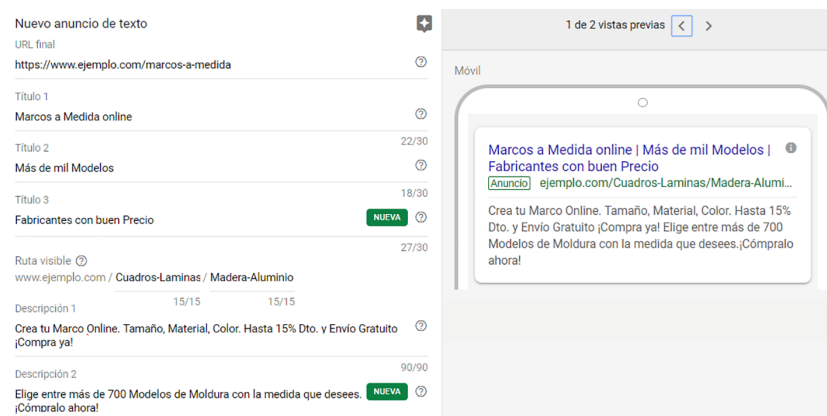 Nuevo anuncio de texto
URL final
https://www.ejemplo.com/marcos-a-medida
Título 1
Marcos a Medida online
22/30
Título 2
Más de mil Modelos
18/30
Título 3
Fabricantes con buen Precio
NUEVA
27/30
Ruta visible
www.ejemplo.com / Cuadros-Laminas / Madera-Aluminio
15/15 15/15
Descripción 1
Crea tu Marco Online. Tamaño, Material, Color. Hasta 15% Dto. y Envío Gratuito
¡Compra ya!
90/90
Descripción 2
Elige entre más de 700 Modelos de Moldura con la medida que desees.
NUEVA
¡Cómpralo ahora!
1 de 2 vistas previas
Móvil
Marcos a Medida online | Más de mil Modelos |
Fabricantes con buen Precio
Anuncio ejemplo.com/Cuadros-Laminas/Madera-Alumi...
Crea tu Marco Online. Tamaño, Material, Color. Hasta 15%
Dto. y Envío Gratuito ¡Compra ya! Elige entre más de 700
Modelos de Moldura con la medida que desees.¡Cómpralo
ahora!